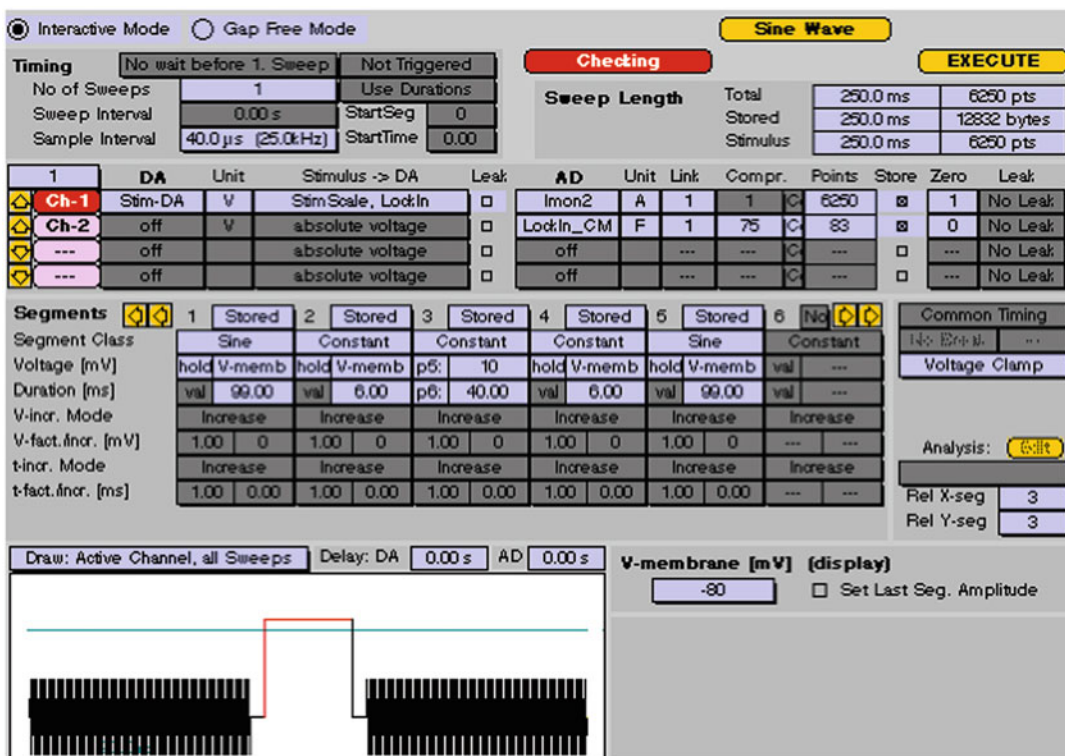 Interactive Mode Gap Free Mode Sine Wave
Timing No wait before 1. Sweep Not Triggered Checking EXECUTE
No of Sweeps 1 Use Durations Sweep Length Total 250.0 ms 6250 pts
Sweep Interval 0.00 s StartSeg 0 Stored 250.0 ms 12832 bytes
Sample Interval 40.0 µs (25.0kHz) StartTime 0.00 Stimulus 250.0 ms 6250 pts
1 DA Unit Stimulus -> DA Leak AD Unit Link Compr. Points Store Zero Leak
Ch-1 Stim-DA V StimScale, LockIn Imon2 A 1 1 C 6250 1 No Leak
Ch-2 off V absolute voltage LockIn_CM F 1 75 C 83 0 No Leak
--- off absolute voltage off --- --- C --- --- No Leak
--- off absolute voltage off --- --- C --- --- No Leak
Segments 1 Stored 2 Stored 3 Stored 4 Stored 5 Stored 6 No Common Timing
Segment Class Sine Constant Constant Constant Sine Constant No ---
Voltage [mV] hold V-memb hold V-memb p5: 10 hold V-memb hold V-memb val --- Voltage Clamp
Duration [ms] val 99.00 val 6.00 p6: 40.00 val 6.00 val 99.00 val ---
V-incr. Mode Increase Increase Increase Increase Increase Increase
V-fact./incr. [mV] 1.00 0 1.00 0 1.00 0 1.00 0 1.00 0 --- --- Analysis: Edit
t-incr. Mode Increase Increase Increase Increase Increase Increase
t-fact./incr. [ms] 1.00 0.00 1.00 0.00 1.00 0.00 1.00 0.00 1.00 0.00 --- --- Rel X-seg 3
Rel Y-seg 3
Draw: Active Channel, all Sweeps Delay: DA 0.00 s AD 0.00 s V-membrane [mV] (display)
-80 Set Last Seg. Amplitude